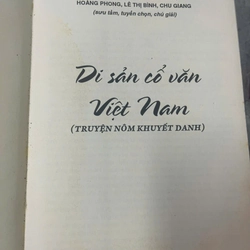 HOÀNG PHONG, LÊ THỊ BÌNH, CHU GIANG
(sưu tầm, tuyển chọn, chú giải)
Di sản cổ văn
Việt Nam
(TRUYỆN NÔM KHUYẾT DANH)